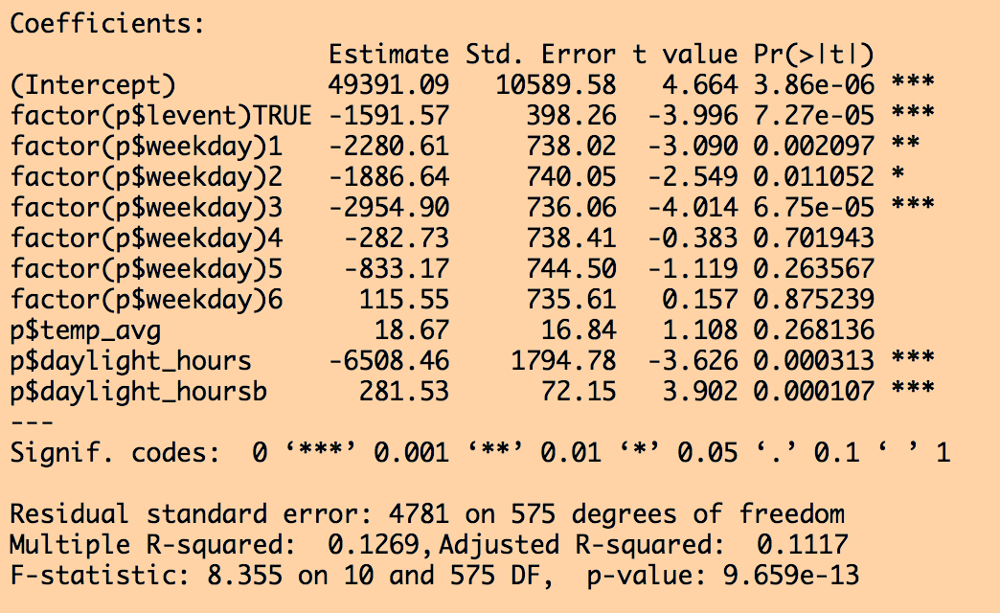 Coefficients:
Estimate Std. Error t value Pr(>|t|)
(Intercept) 49391.09 10589.58 4.664 3.86e-06 ***
factor(p$levent)TRUE -1591.57 398.26 -3.996 7.27e-05 ***
factor(p$weekday)1 -2280.61 738.02 -3.090 0.002097 **
factor(p$weekday)2 -1886.64 740.05 -2.549 0.011052 *
factor(p$weekday)3 -2954.90 736.06 -4.014 6.75e-05 ***
factor(p$weekday)4 -282.73 738.41 -0.383 0.701943
factor(p$weekday)5 -833.17 744.50 -1.119 0.263567
factor(p$weekday)6 115.55 735.61 0.157 0.875239
p$temp_avg 18.67 16.84 1.108 0.268136
p$daylight_hours -6508.46 1794.78 -3.626 0.000313 ***
p$daylight_hoursb 281.53 72.15 3.902 0.000107 ***
---
Signif. codes: 0 ‘***’ 0.001 ‘**’ 0.01 ‘*’ 0.05 ‘.’ 0.1 ‘ ’ 1
Residual standard error: 4781 on 575 degrees of freedom
Multiple R-squared: 0.1269, Adjusted R-squared: 0.1117
F-statistic: 8.355 on 10 and 575 DF, p-value: 9.659e-13